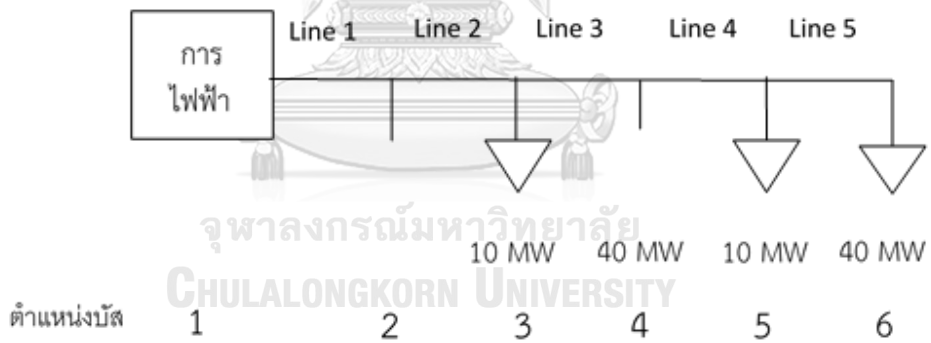 Line 1 Line 2 Line 3 Line 4 Line 5
การ
ไฟฟ้า
จุฬาลงกรณ์มหาวิทยาลัย
10 MW 40 MW 10 MW 40 MW
CHULALONGKORN UNIVERSITY
ตำแหน่งบัส 1 2 3 4 5 6